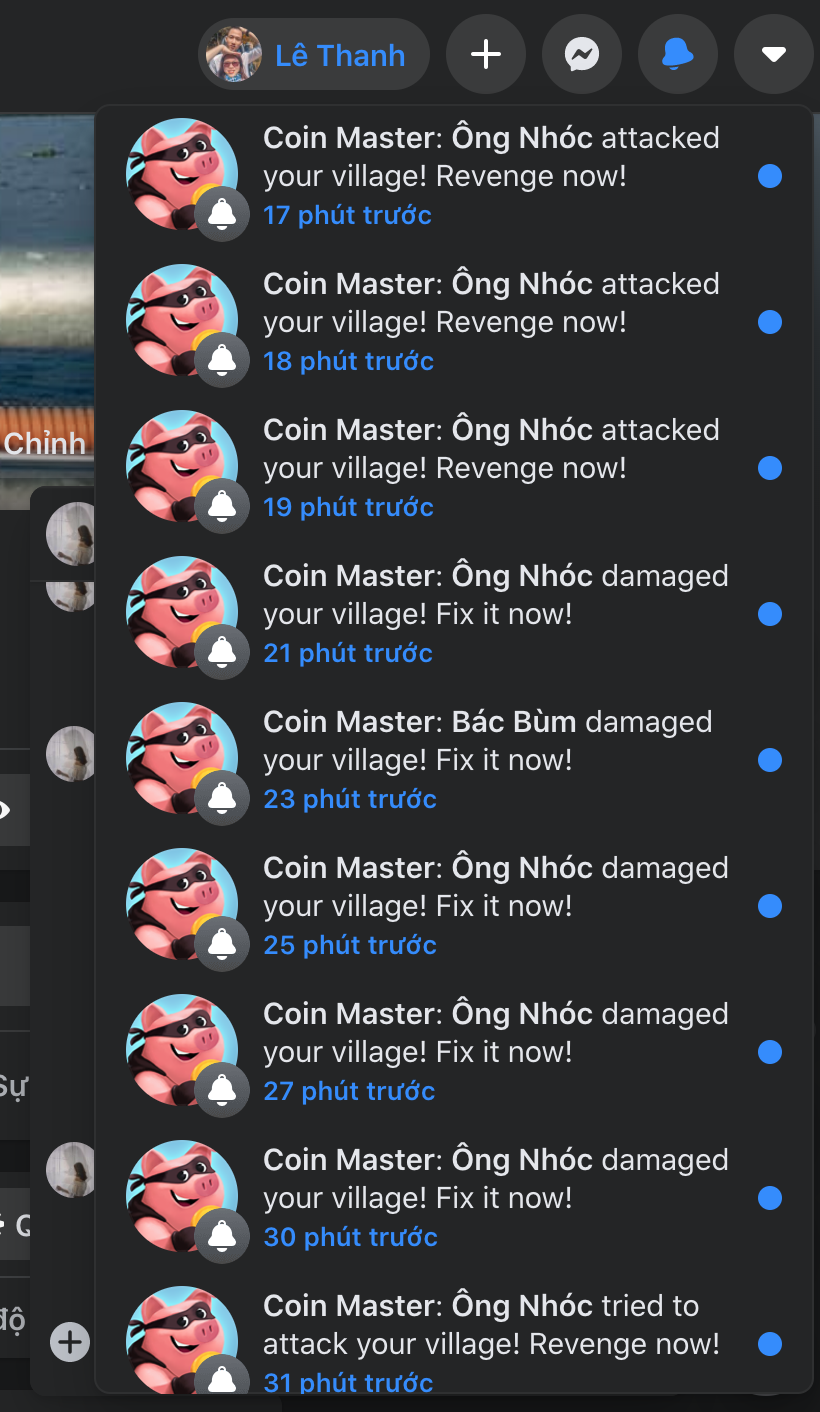 Lê Thanh
Coin Master: Ông Nhóc attacked
your village! Revenge now!
17 phút trước
Coin Master: Ông Nhóc attacked
your village! Revenge now!
18 phút trước
Coin Master: Ông Nhóc attacked
your village! Revenge now!
19 phút trước
Chỉnh
Coin Master: Ông Nhóc damaged
your village! Fix it now!
21 phút trước
Coin Master: Bác Bùm damaged
your village! Fix it now!
23 phút trước
Coin Master: Ông Nhóc damaged
your village! Fix it now!
25 phút trước
Coin Master: Ông Nhóc damaged
your village! Fix it now!
27 phút trước
Sự
Coin Master: Ông Nhóc damaged
your village! Fix it now!
30 phút trước
Coin Master: Ông Nhóc tried to
attack your village! Revenge now!
31 phút trước